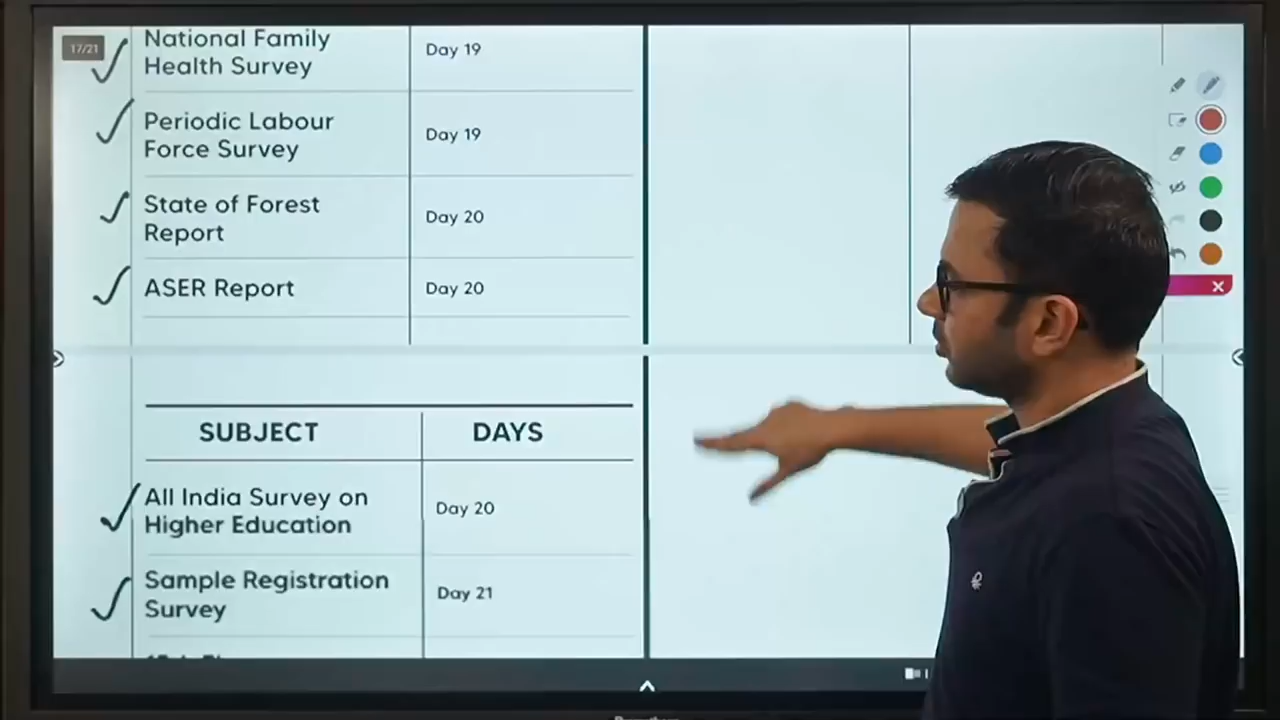 17/21
National Family
Health Survey
Day 19
Periodic Labour
Force Survey
Day 19
State of Forest
Report
Day 20
ASER Report
Day 20
SUBJECT
DAYS
All India Survey on
Higher Education
Day 20
Sample Registration
Survey
Day 21